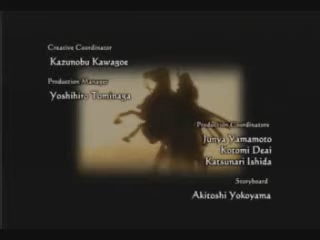 Creative Coordinator
Kazunobu Kawagoe
Production Manager
Yoshihiro Tominaga
Production Coordinators
Junya Yamamoto
Kotomi Deai
Katsunari Ishida
Storyboard
Akitoshi Yokoyama